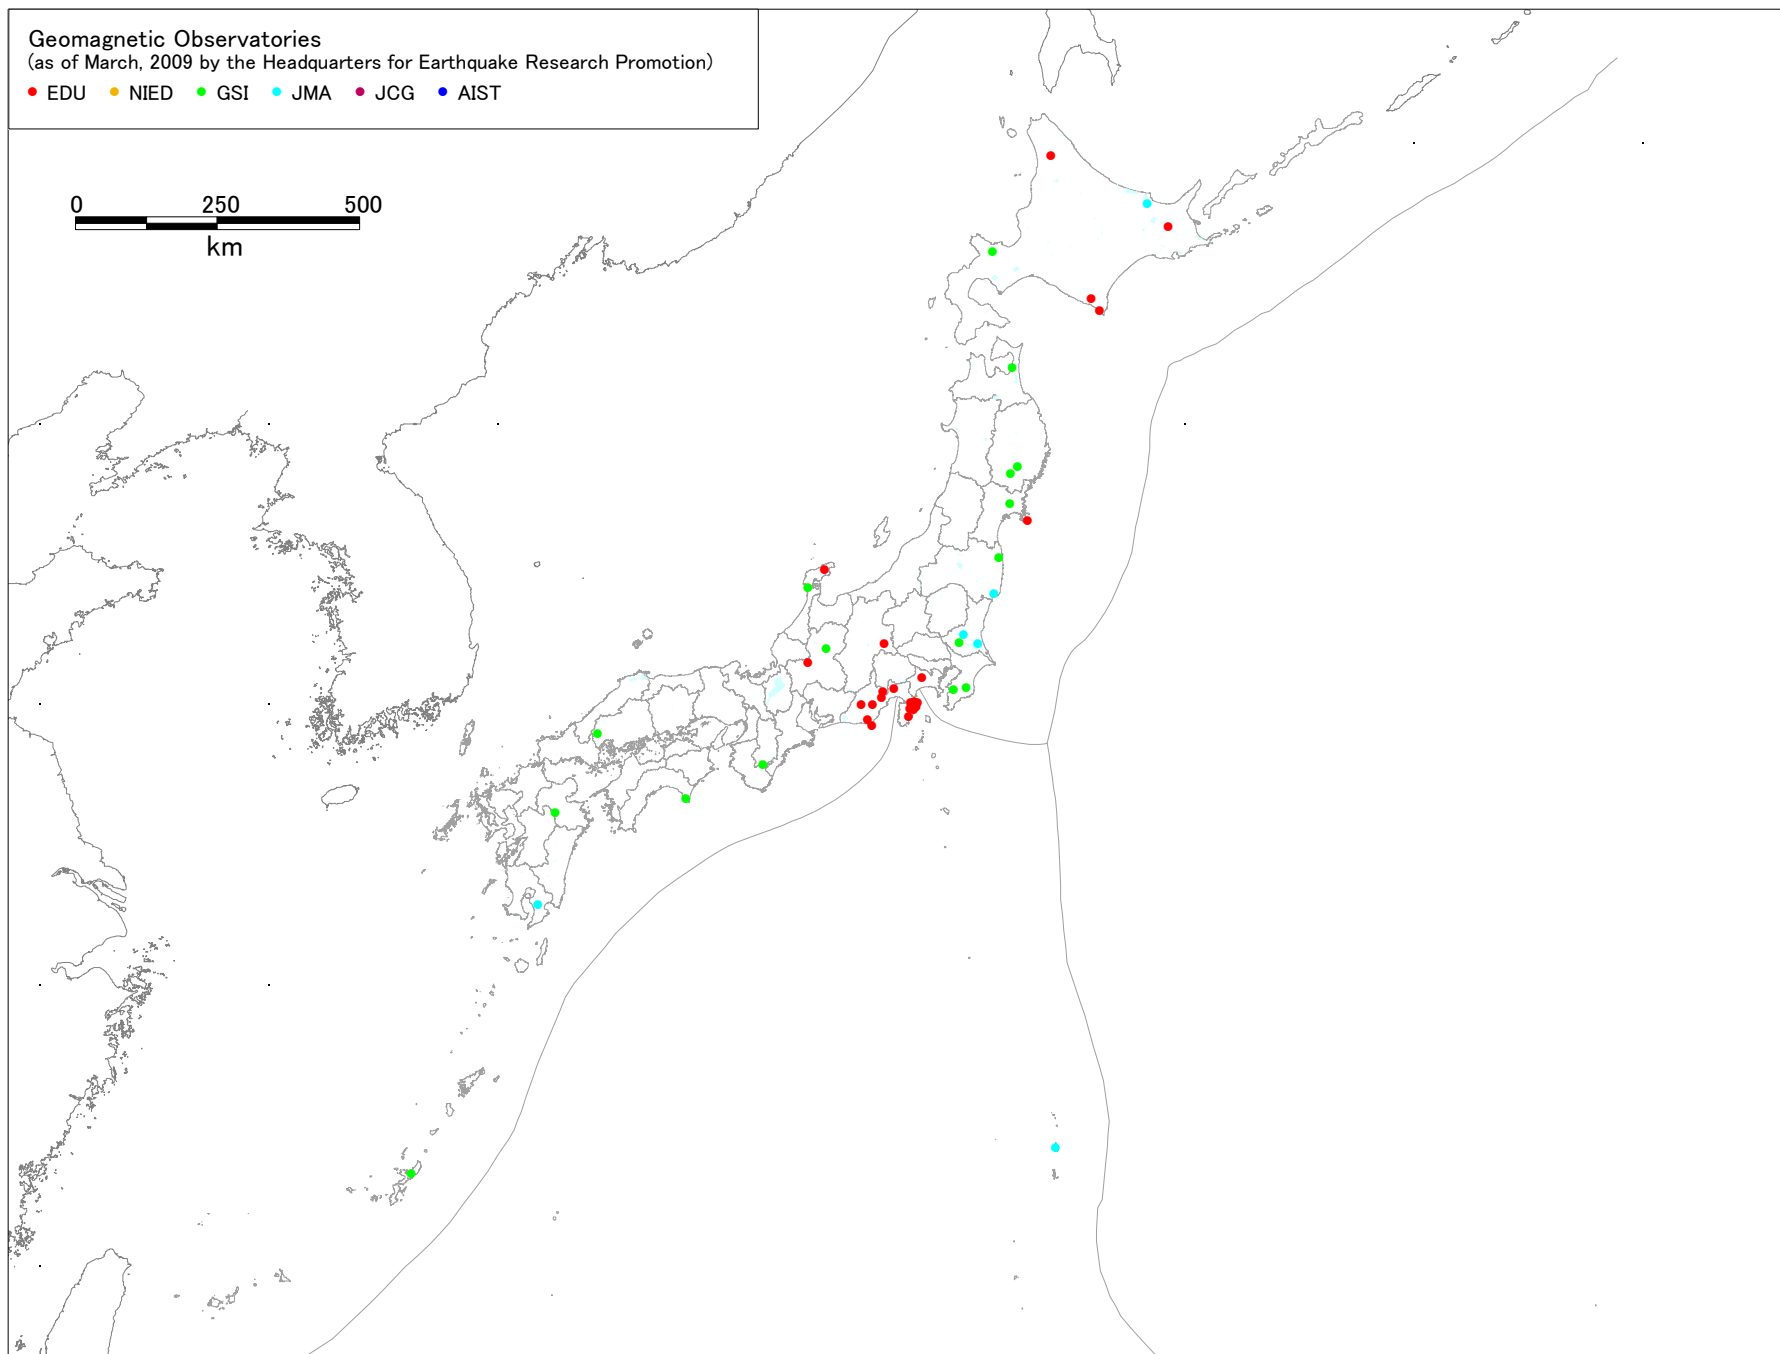 Geomagnetic Observatories
(as of March, 2009 by the Headquarters for Earthquake Research Promotion)
EDU NIED GSI JMA JCG AIST
0 250 500
km